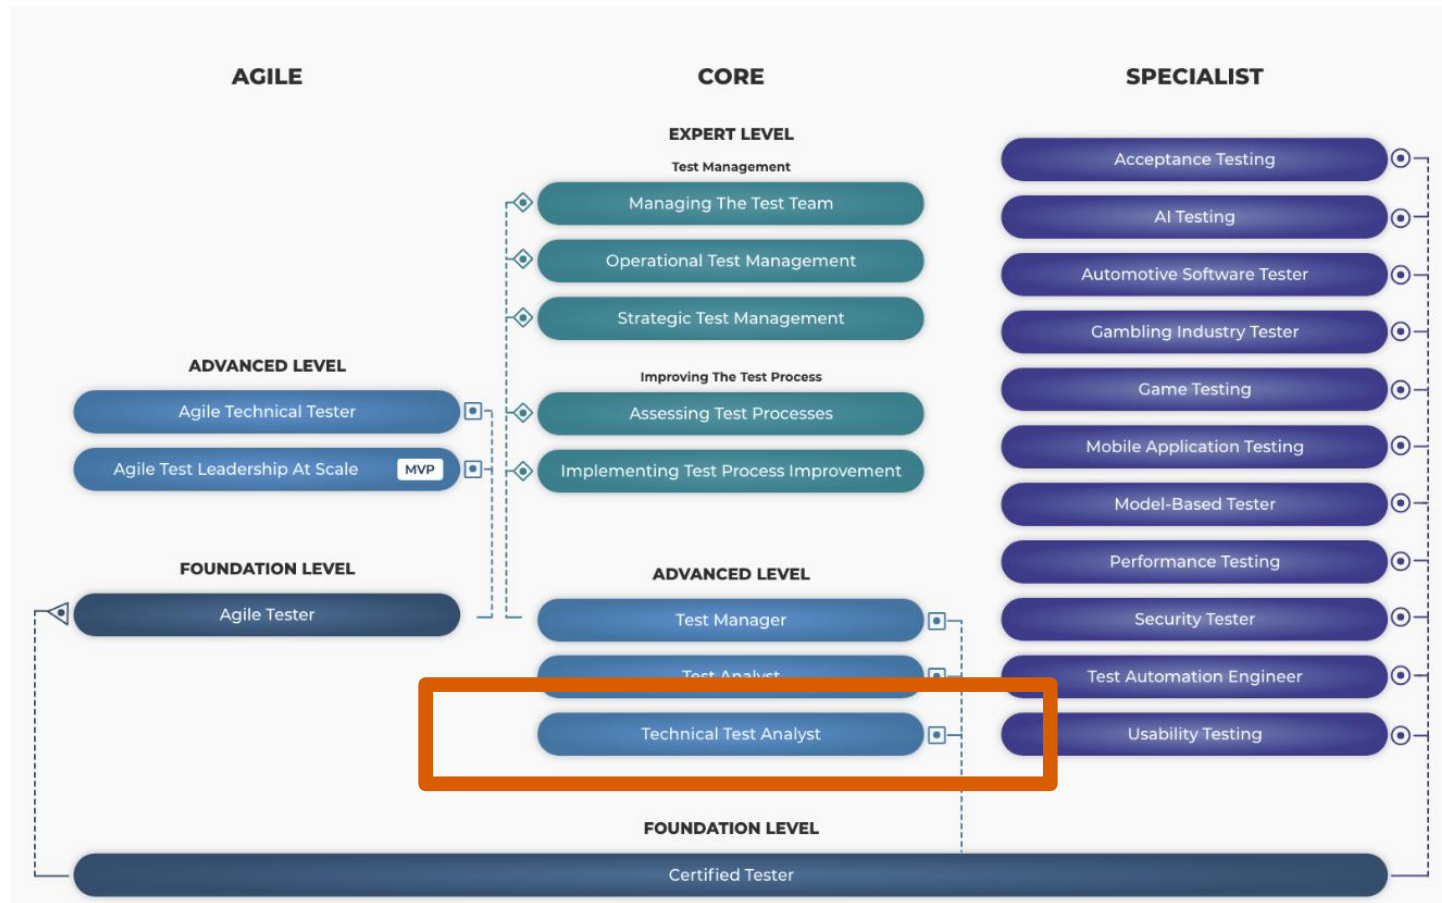 AGILE
CORE
SPECIALIST
ADVANCED LEVEL
Agile Technical Tester
Agile Test Leadership At Scale MVP
FOUNDATION LEVEL
Agile Tester
EXPERT LEVEL
Test Management
Managing The Test Team
Operational Test Management
Strategic Test Management
Improving The Test Process
Assessing Test Processes
Implementing Test Process Improvement
ADVANCED LEVEL
Test Manager
Test Analyst
Technical Test Analyst
Acceptance Testing
AI Testing
Automotive Software Tester
Gambling Industry Tester
Game Testing
Mobile Application Testing
Model-Based Tester
Performance Testing
Security Tester
Test Automation Engineer
Usability Testing
FOUNDATION LEVEL
Certified Tester